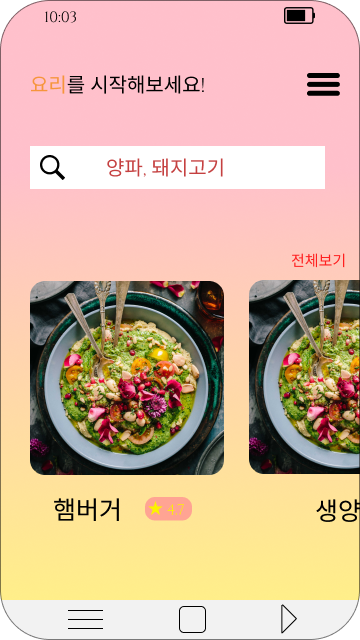 10:03
요리를 시작해보세요!
양파, 돼지고기
전체보기
햄버거 4.7
생양